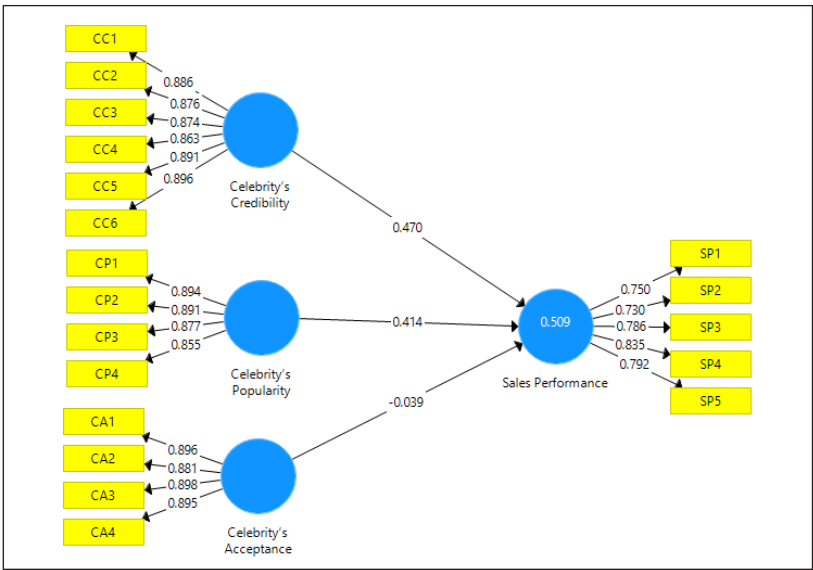 CC1
CC2
CC3
CC4
CC5
CC6
0.886
0.876
0.874
0.863
0.891
0.896
Celebrity's
Credibility
0.470
CP1
CP2
CP3
CP4
0.894
0.891
0.877
0.855
Celebrity's
Popularity
0.414
CA1
CA2
CA3
CA4
0.896
0.881
0.898
0.895
Celebrity's
Acceptance
-0.039
0.509
Sales Performance
0.750
0.730
0.786
0.835
0.792
SP1
SP2
SP3
SP4
SP5